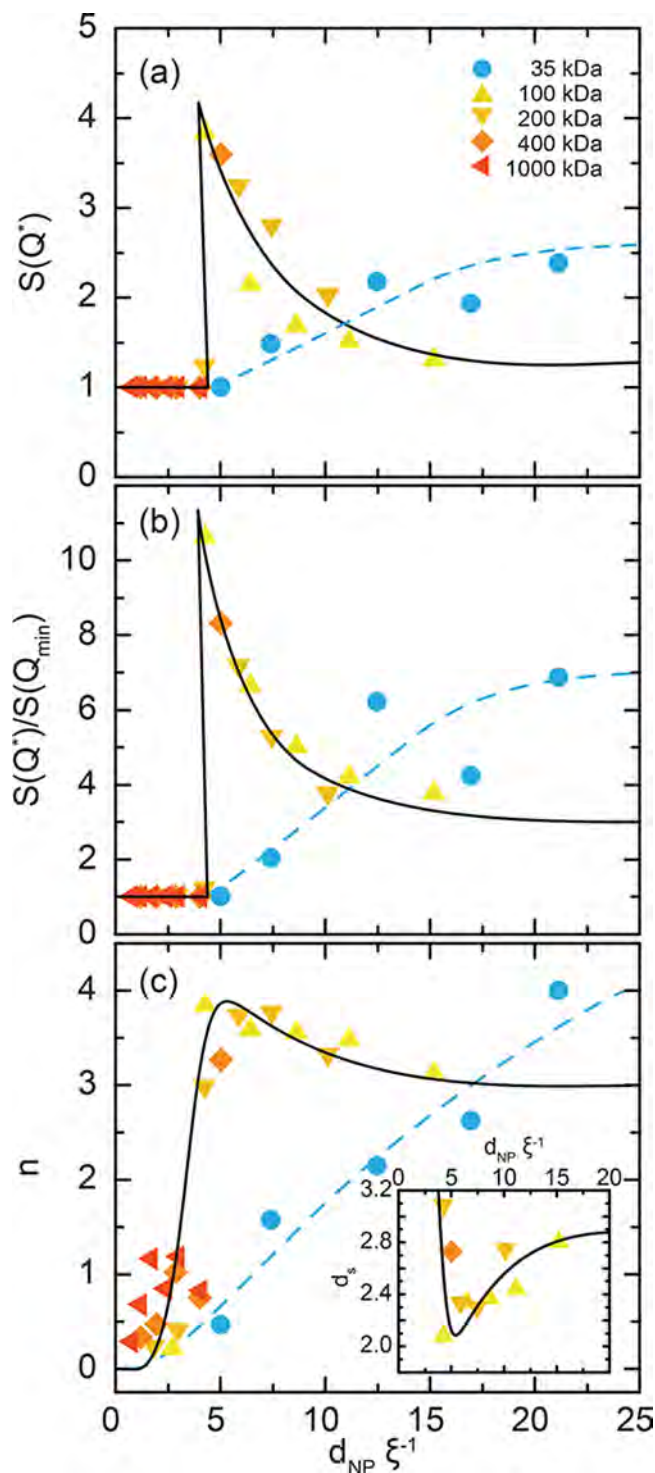 5
(a)
35 kDa
100 kDa
200 kDa
400 kDa
1000 kDa
4
3
2
1
0
S(Q*)
(b)
10
8
6
4
2
0
S(Q*)/S(Qmin)
(c)
4
3
2
1
0
n
dNP ξ-1
0 5 10 15 20
3.2
2.8
2.4
2.0
ds
0 5 10 15 20 25
dNP ξ-1